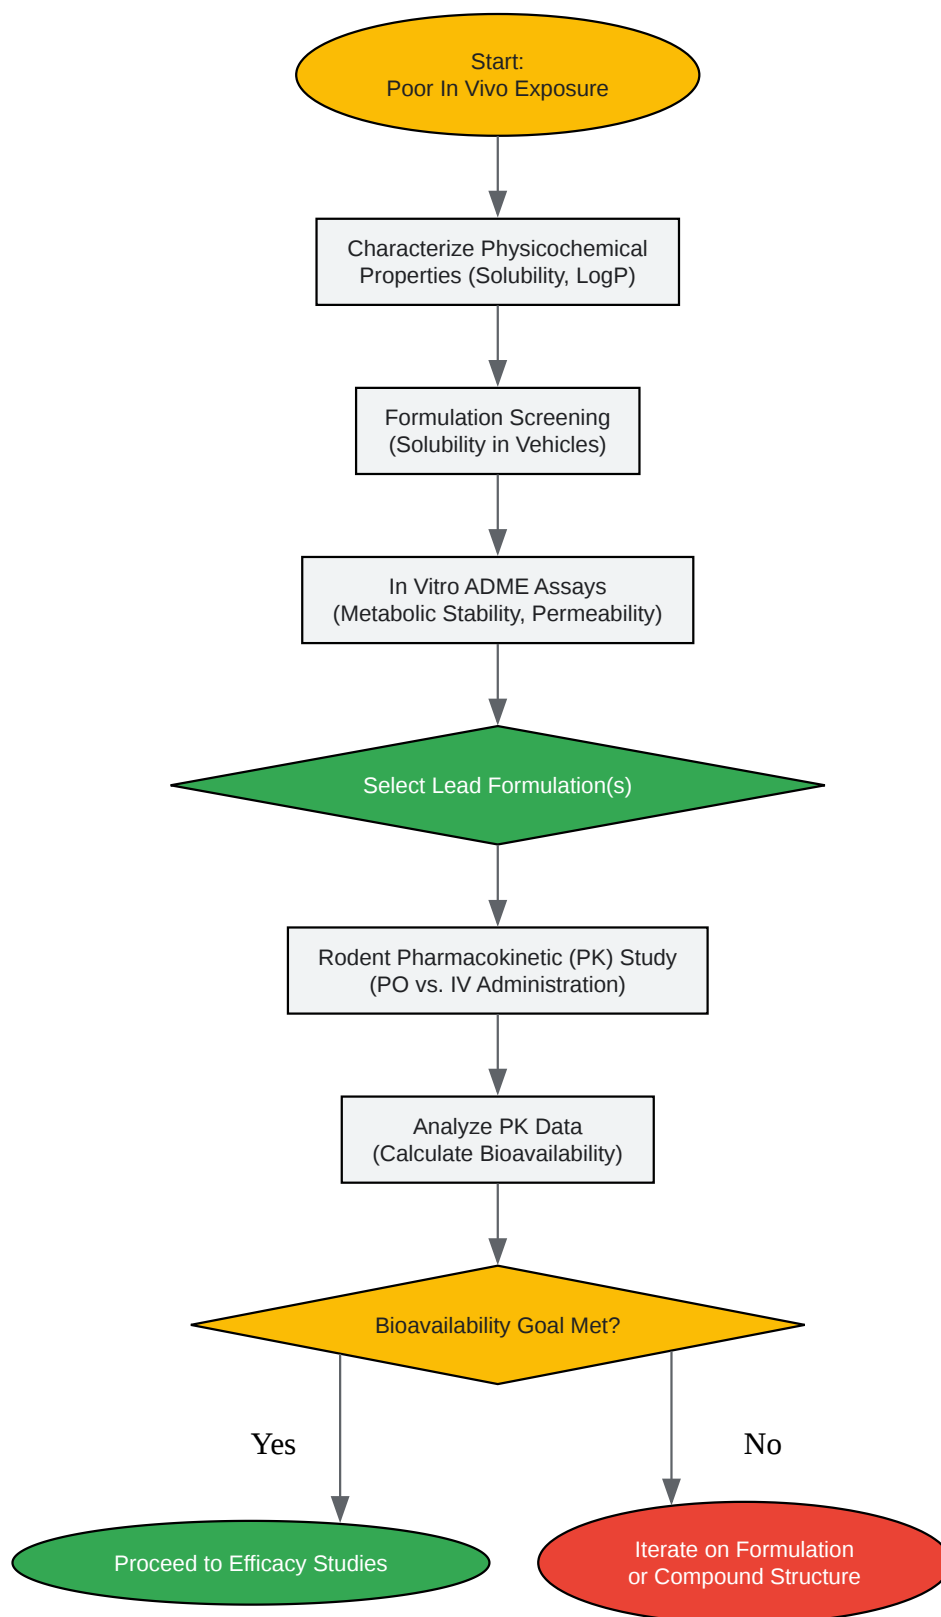 Start:
Poor In Vivo Exposure
Characterize Physicochemical
Properties (Solubility, LogP)
Formulation Screening
(Solubility in Vehicles)
In Vitro ADME Assays
(Metabolic Stability, Permeability)
Select Lead Formulation(s)
Rodent Pharmacokinetic (PK) Study
(PO vs. IV Administration)
Analyze PK Data
(Calculate Bioavailability)
Bioavailability Goal Met?
Yes
No
Proceed to Efficacy Studies
Iterate on Formulation
or Compound Structure